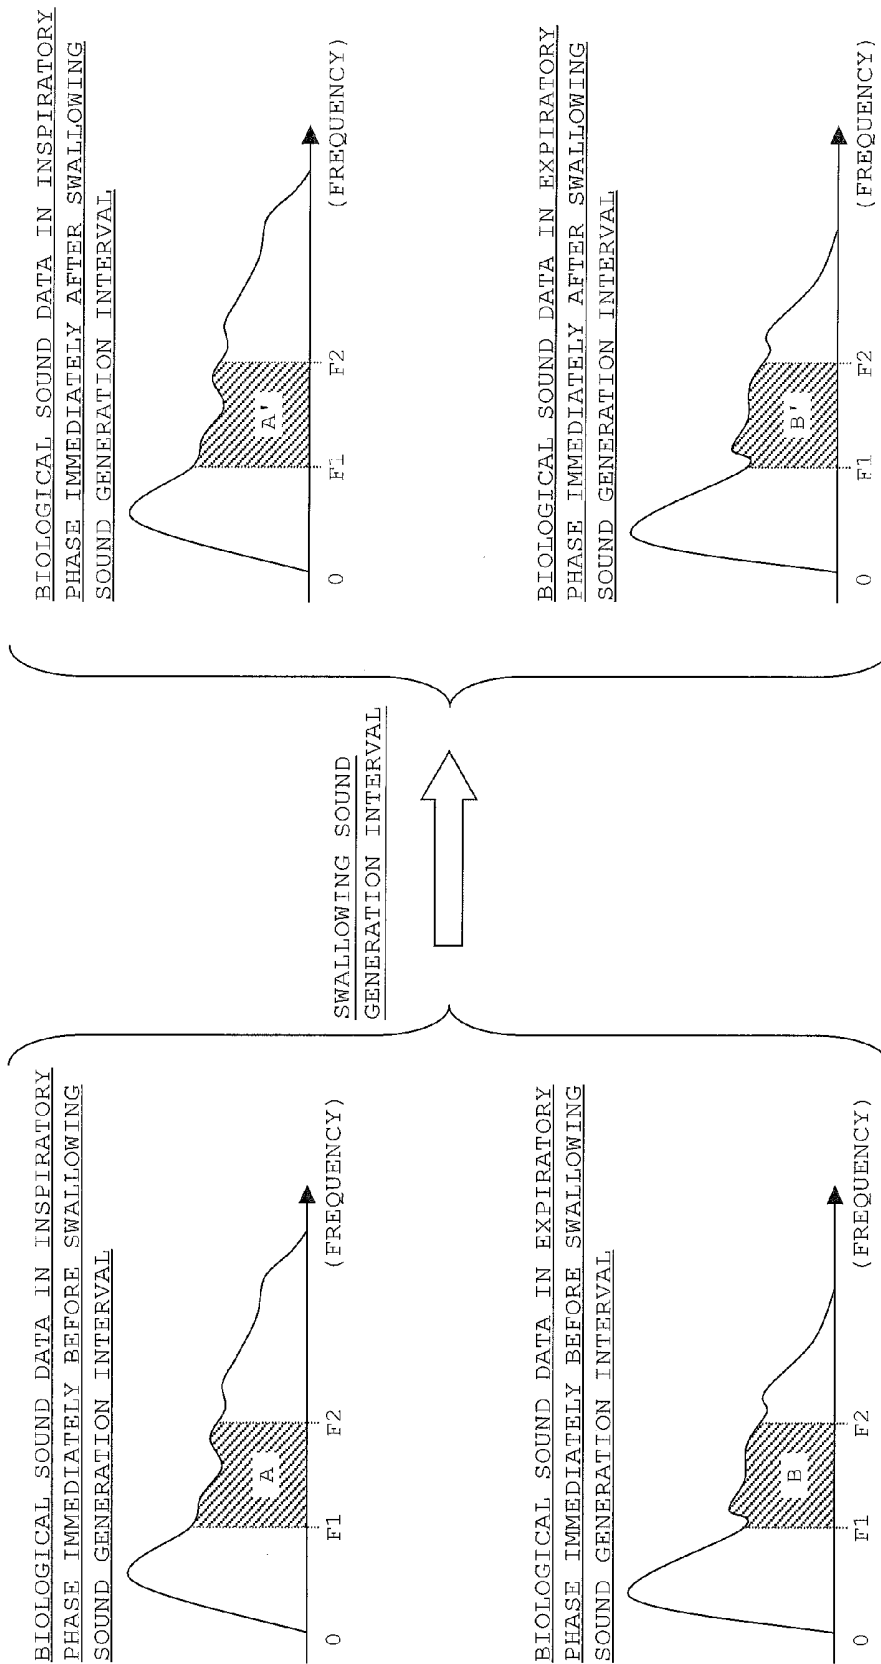 BIOLOGICAL SOUND DATA IN INSPIRATORY
PHASE IMMEDIATELY BEFORE SWALLOWING
SOUND GENERATION INTERVAL
A
0
F1
F2
(FREQUENCY)
BIOLOGICAL SOUND DATA IN EXPIRATORY
PHASE IMMEDIATELY BEFORE SWALLOWING
SOUND GENERATION INTERVAL
B
0
F1
F2
(FREQUENCY)
SWALLOWING SOUND
GENERATION INTERVAL
BIOLOGICAL SOUND DATA IN INSPIRATORY
PHASE IMMEDIATELY AFTER SWALLOWING
SOUND GENERATION INTERVAL
A'
0
F1
F2
(FREQUENCY)
BIOLOGICAL SOUND DATA IN EXPIRATORY
PHASE IMMEDIATELY AFTER SWALLOWING
SOUND GENERATION INTERVAL
B'
0
F1
F2
(FREQUENCY)